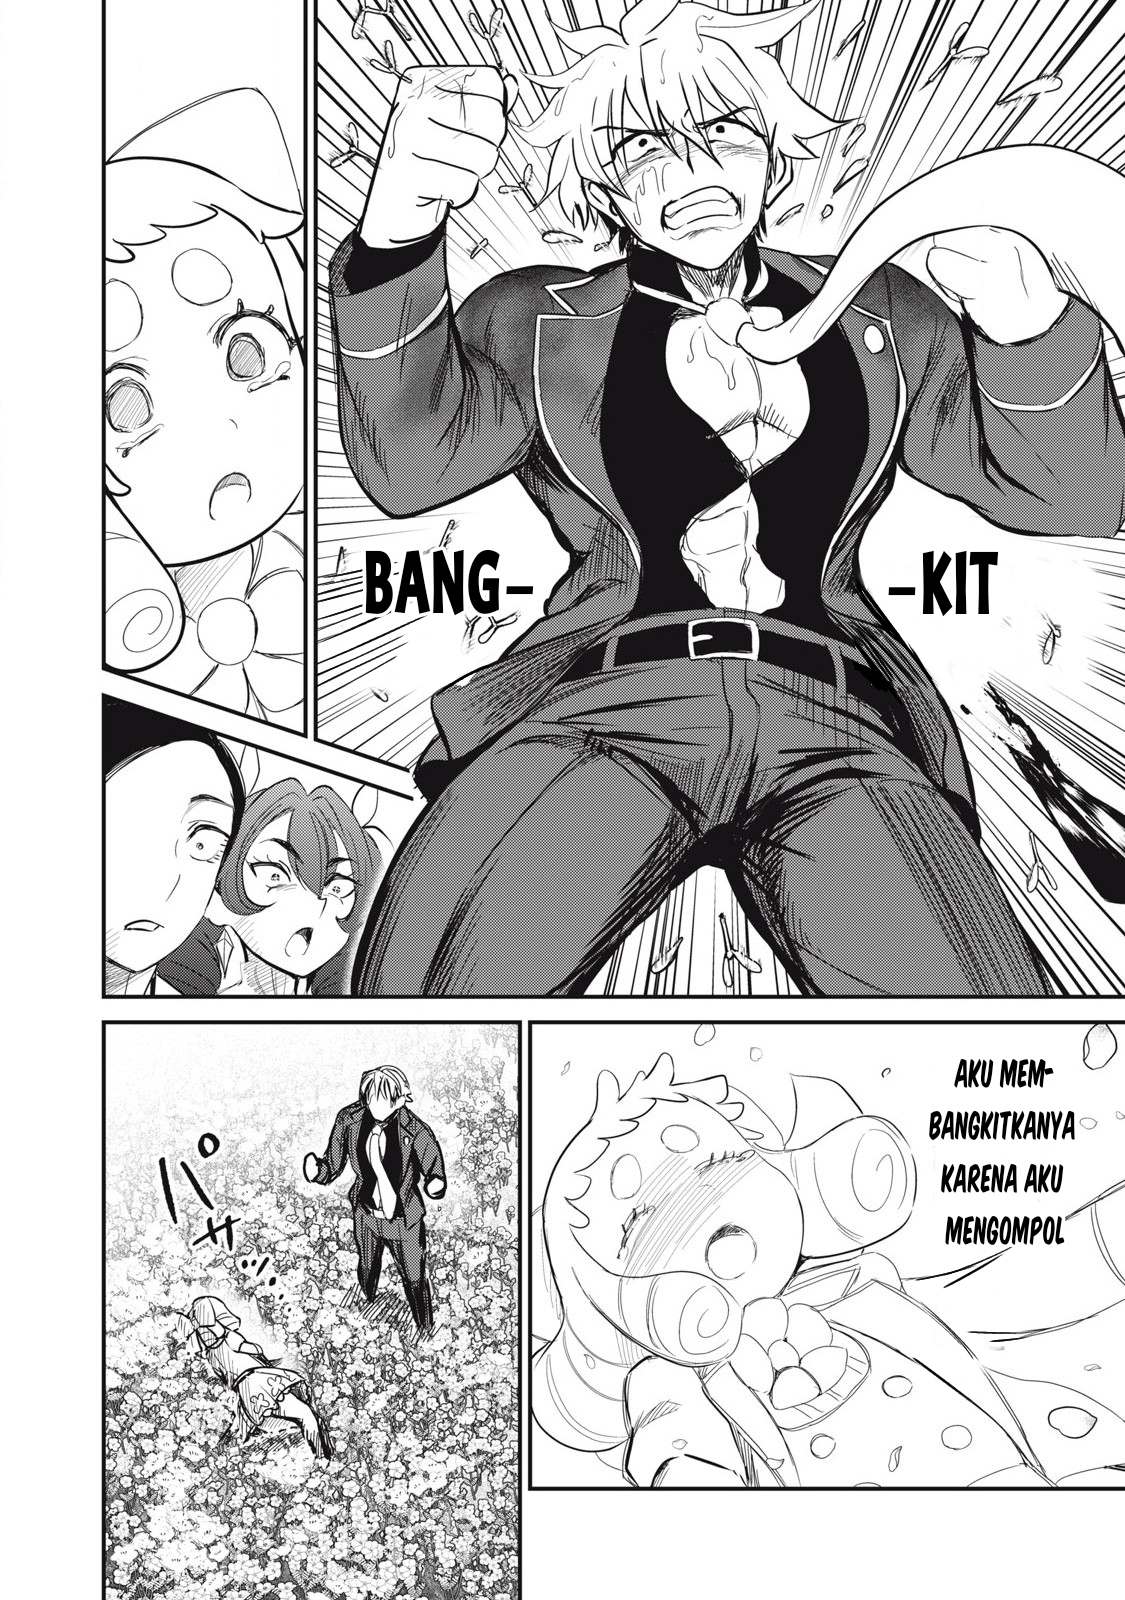 BANG-
-KIT
AKU MEM-
BANGKITKANYA
KARENA AKU
MENGOMPOL
パサッ…